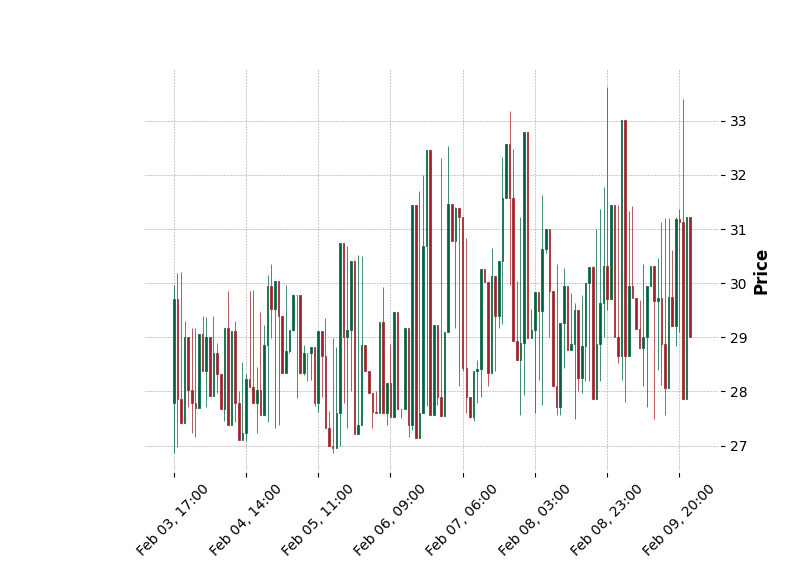 33
32
31
30
29
28
27
Price
Feb 03, 17:00
Feb 04, 14:00
Feb 05, 11:00
Feb 06, 09:00
Feb 07, 06:00
Feb 08, 03:00
Feb 08, 23:00
Feb 09, 20:00